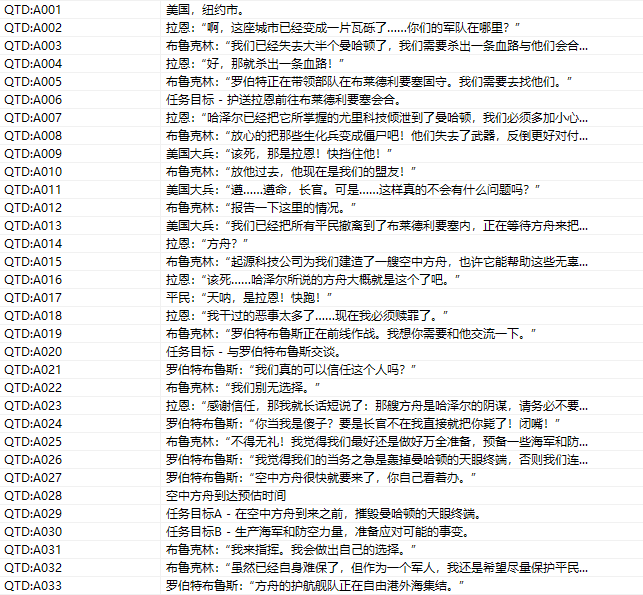 QTD:A001 美国，纽约市。
QTD:A002 拉恩：“啊，这座城市已经变成一片瓦砾了……你们的军队在哪里？”
QTD:A003 布鲁克林：“我们已经失去大半个曼哈顿了，我们需要杀出一条血路与他们会合...
QTD:A004 拉恩：“好，那就杀出一条血路！”
QTD:A005 布鲁克林：“罗伯特正在带领部队在布莱德利要塞固守。我们需要去找他们。”
QTD:A006 任务目标 - 护送拉恩前往布莱德利要塞会合。
QTD:A007 拉恩：“哈泽尔已经把它所掌握的尤里科技倾泄到了曼哈顿，我们必须多加小心...
QTD:A008 布鲁克林：“放心的把那些生化兵变成僵尸吧！他们失去了武器，反倒更好对付...
QTD:A009 美国大兵：“该死，那是拉恩！快挡住他！”
QTD:A010 布鲁克林：“放他过去，他现在是我们的盟友！”
QTD:A011 美国大兵：“遵……遵命，长官。可是……这样真的不会有什么问题吗？”
QTD:A012 布鲁克林：“报告一下这里的情况。”
QTD:A013 美国大兵：“我们已经把所有平民撤离到了布莱德利要塞内，正在等待方舟来把...
QTD:A014 拉恩：“方舟？”
QTD:A015 布鲁克林：“起源科技公司为我们建造了一艘空中方舟，也许它能帮助这些无辜...
QTD:A016 拉恩：“该死……哈泽尔所说的方舟大概就是这个了吧。”
QTD:A017 平民：“天呐，是拉恩！快跑！”
QTD:A018 拉恩：“我干过的恶事太多了……现在我必须赎罪了。”
QTD:A019 布鲁克林：“罗伯特布鲁斯正在前线作战。我想你需要和他交流一下。”
QTD:A020 任务目标 - 与罗伯特布鲁斯交谈。
QTD:A021 罗伯特布鲁斯：“我们真的可以信任这个人吗？”
QTD:A022 布鲁克林：“我们别无选择。”
QTD:A023 拉恩：“感谢信任，那我就长话短说了：那艘方舟是哈泽尔的阴谋，请务必不要...
QTD:A024 罗伯特布鲁斯：“你当我是傻子？要是长官不在我直接就把你毙了！闭嘴！”
QTD:A025 布鲁克林：“不得无礼！我觉得我们最好还是做好万全准备，预备一些海军和防...
QTD:A026 罗伯特布鲁斯：“我觉得我们的当务之急是轰掉曼哈顿的天眼终端，否则我们连...
QTD:A027 罗伯特布鲁斯：“空中方舟很快就要来了，你自己看着办。”
QTD:A028 空中方舟到达预估时间
QTD:A029 任务目标A - 在空中方舟到来之前，摧毁曼哈顿的天眼终端。
QTD:A030 任务目标B - 生产海军和防空力量，准备应对可能的事变。
QTD:A031 布鲁克林：“我来指挥。我会做出自己的选择。”
QTD:A032 布鲁克林：“虽然已经自身难保了，但作为一个军人，我还是希望尽量保护平民...
QTD:A033 罗伯特布鲁斯：“方舟的护航舰队正在自由港外海集结。”